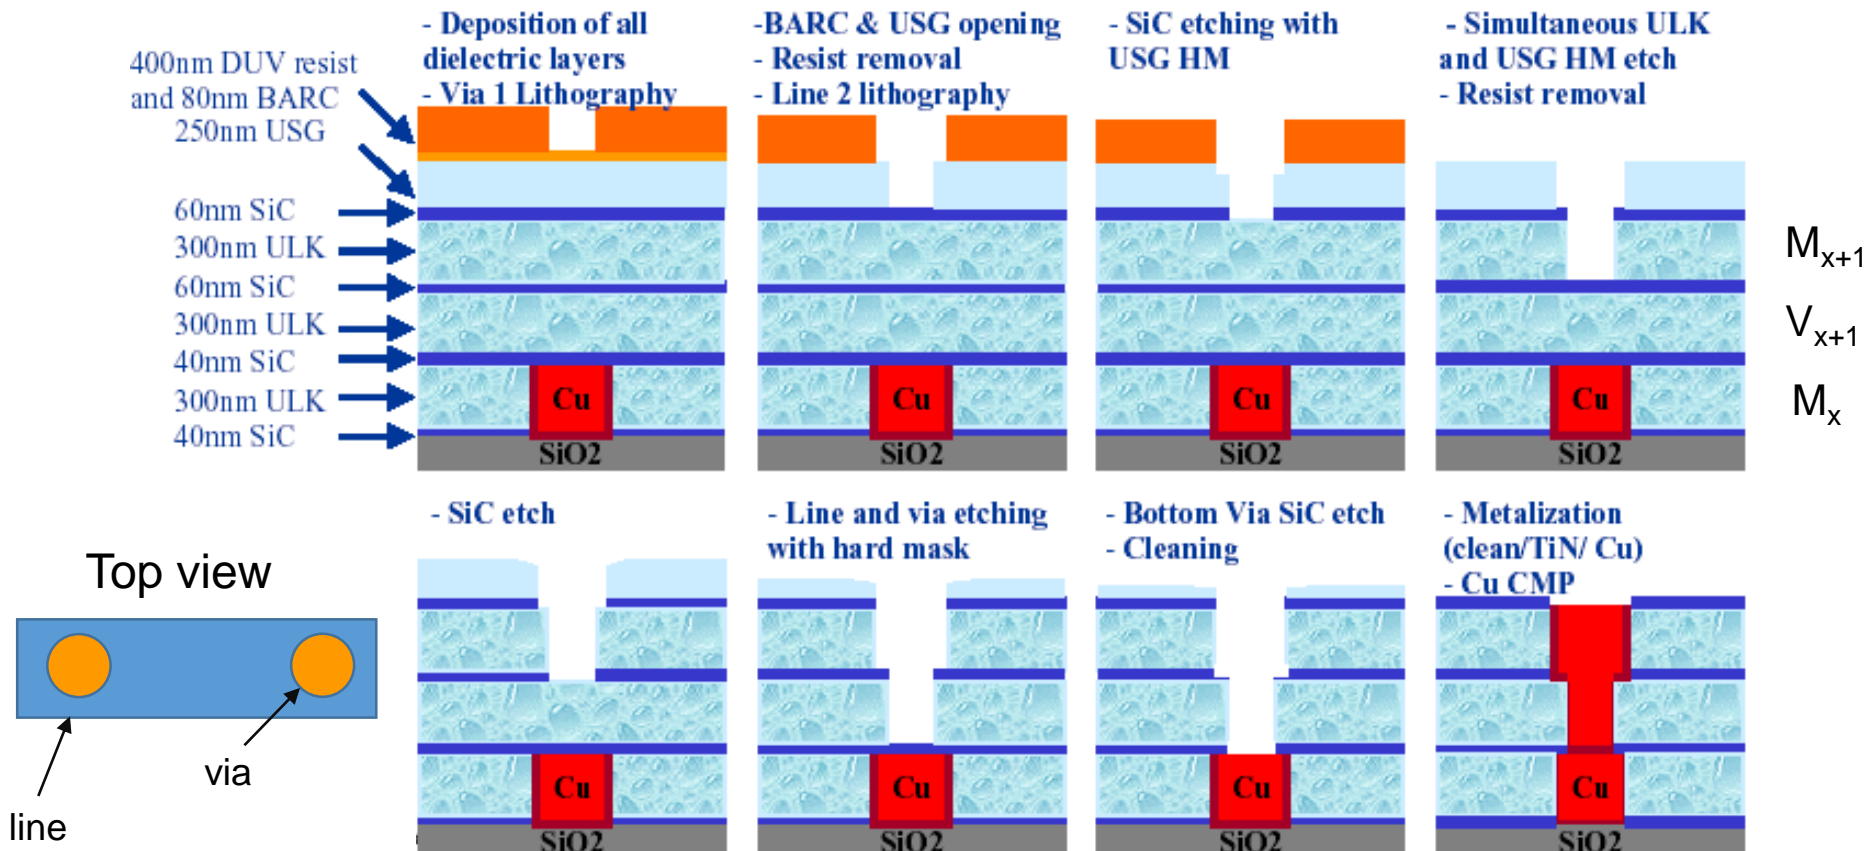 - Deposition of all
dielectric layers
- Via 1 Lithography
-BARC & USG opening
- Resist removal
- Line 2 lithography
- SiC etching with
USG HM
- Simultaneous ULK
and USG HM etch
- Resist removal
400nm DUV resist
and 80nm BARC
250nm USG
60nm SiC
300nm ULK
60nm SiC
300nm ULK
40nm SiC
300nm ULK
40nm SiC
Cu
SiO2
Cu
SiO2
Cu
SiO2
Cu
SiO2
Mx+1
Vx+1
Mx
- SiC etch
- Line and via etching
with hard mask
- Bottom Via SiC etch
- Cleaning
- Metalization
(clean/TiN/ Cu)
- Cu CMP
Top view
via
line
Cu
SiO2
Cu
SiO2
Cu
SiO2
Cu
SiO2